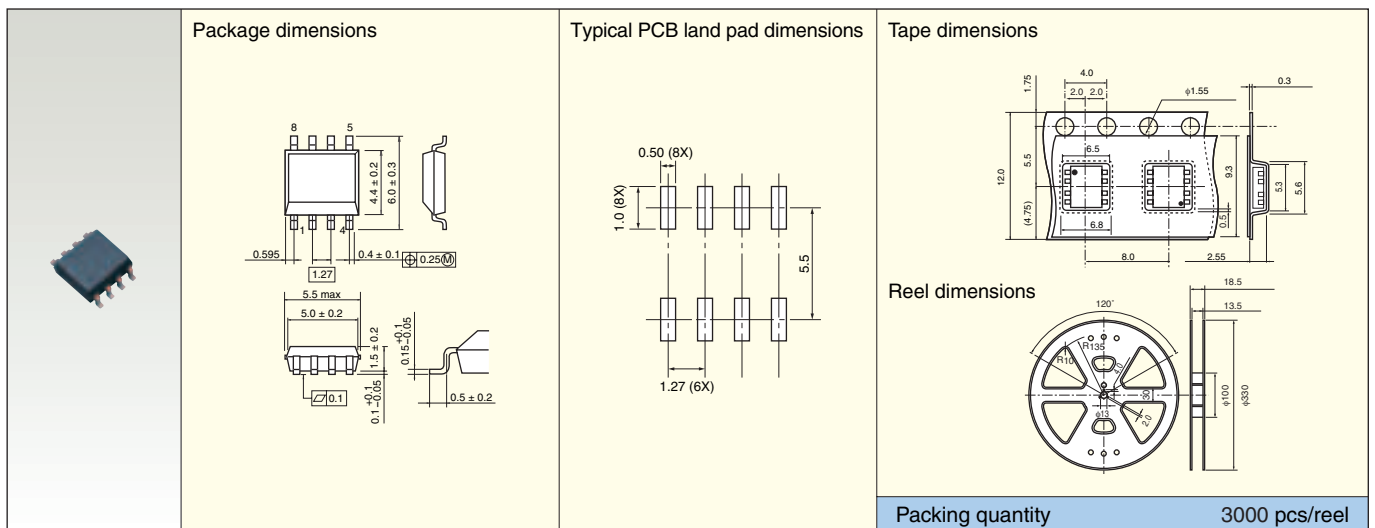 Package dimensions
8 5
4.4 ± 0.2
6.0 ± 0.3
1 4
0.595
0.4 ± 0.1
0.25 M
1.27
5.5 max
5.0 ± 0.2
1.5 ± 0.2
0.1 +0.1 −0.05
0.1
0.15 +0.1 −0.05
0.5 ± 0.2
Typical PCB land pad dimensions
0.50 (8X)
1.0 (8X)
5.5
1.27 (6X)
Tape dimensions
4.0
2.0 2.0
1.75
φ1.55
0.3
12.0
5.5
(4.75)
6.5
9.3
5.3
5.6
6.8
0.5
8.0
2.55
Reel dimensions
120˚
18.5
13.5
R135
R10
4.0
30
φ13
2.0
φ100
φ330
Packing quantity 3000 pcs/reel